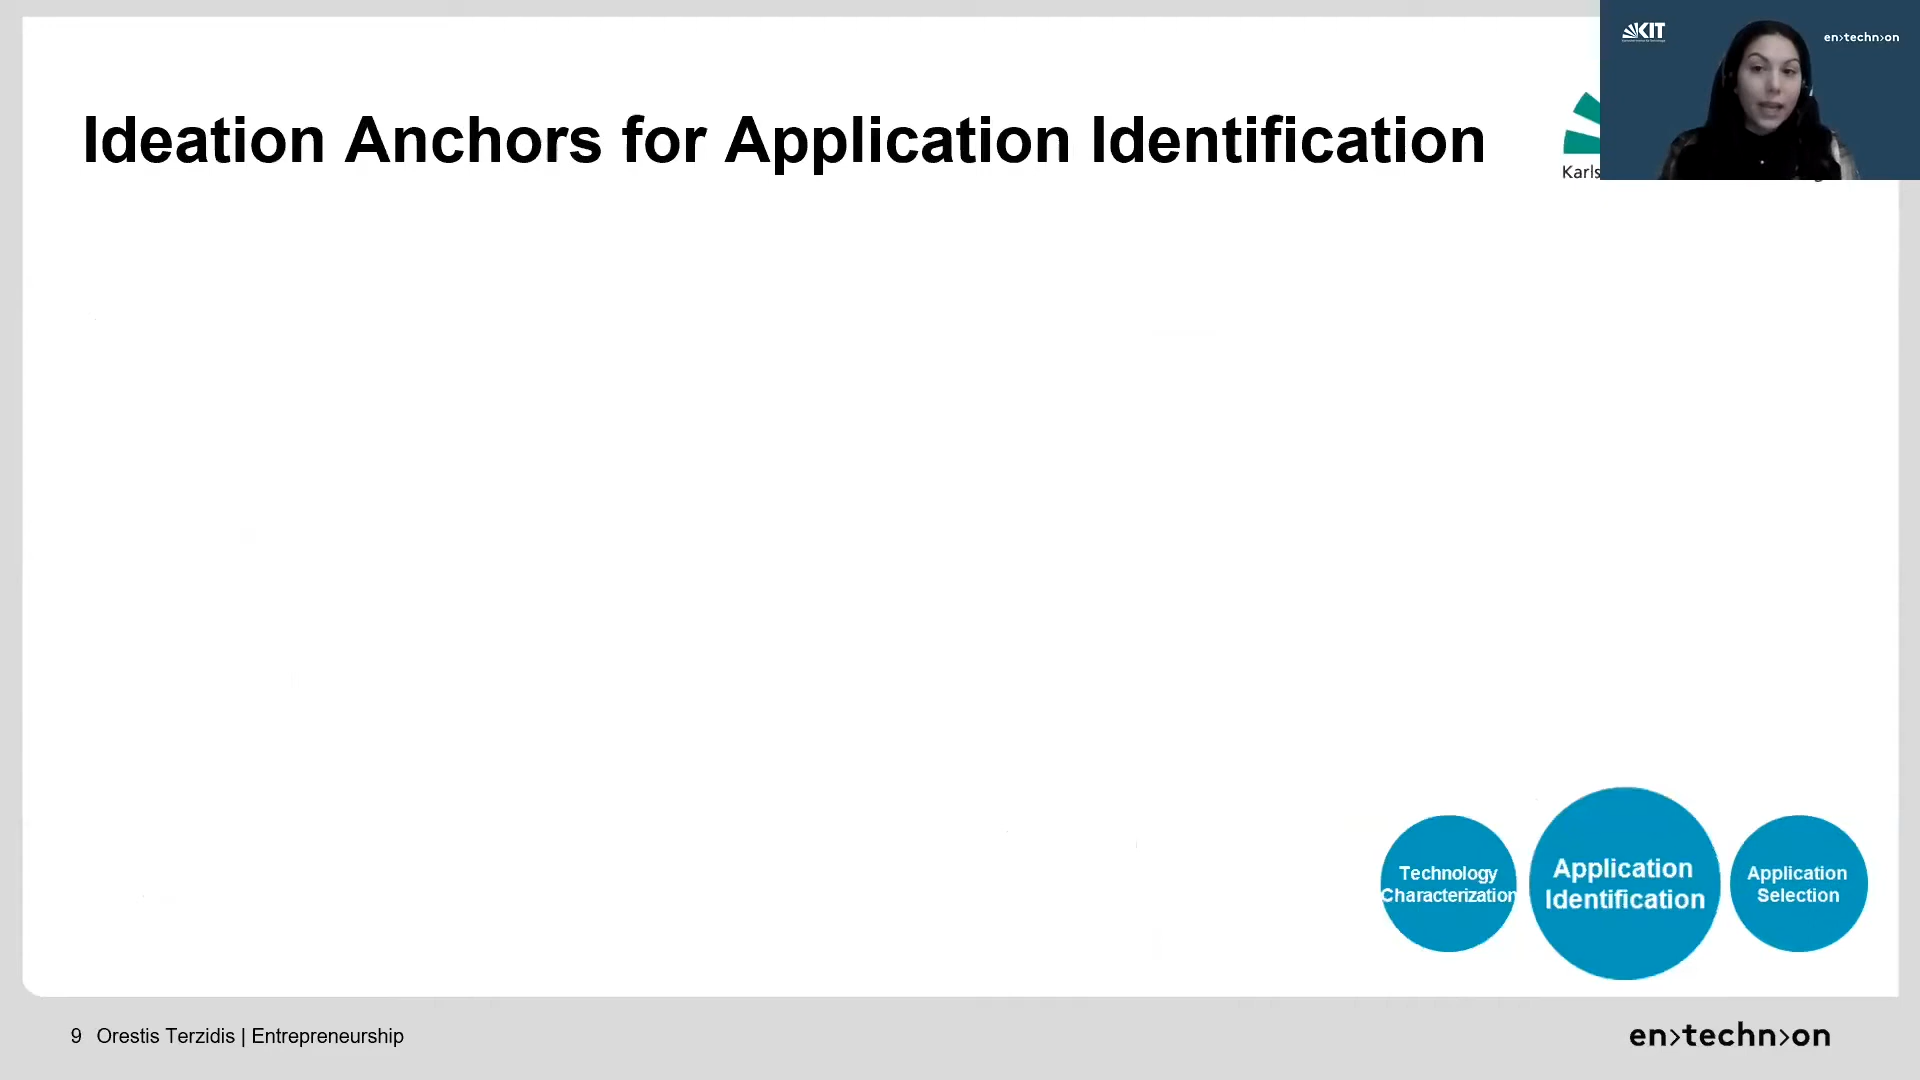 KIT
en>techn>on
Ideation Anchors for Application Identification
Karls
Technology
Characterization
Application
Identification
Application
Selection
9 Orestis Terzidis | Entrepreneurship
en>techn>on